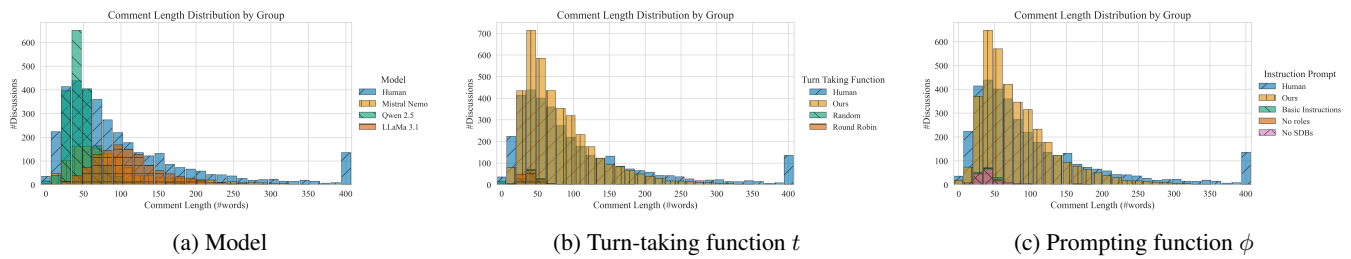 Comment Length Distribution by Group
#Discussions
600
500
400
300
200
100
0
0 50 100 150 200 250 300 350 400
Comment Length (#words)
Model
Human
Mistral Nemo
Qwen 2.5
LLaMa 3.1
(a) Model
Comment Length Distribution by Group
#Discussions
700
600
500
400
300
200
100
0
0 50 100 150 200 250 300 350 400
Comment Length (#words)
Turn Taking Function
Human
Ours
Random
Round Robin
(b) Turn-taking function t
Comment Length Distribution by Group
#Discussions
600
500
400
300
200
100
0
0 50 100 150 200 250 300 350 400
Comment Length (#words)
Instruction Prompt
Human
Ours
Basic Instructions
No roles
No SDBs
(c) Prompting function ϕ